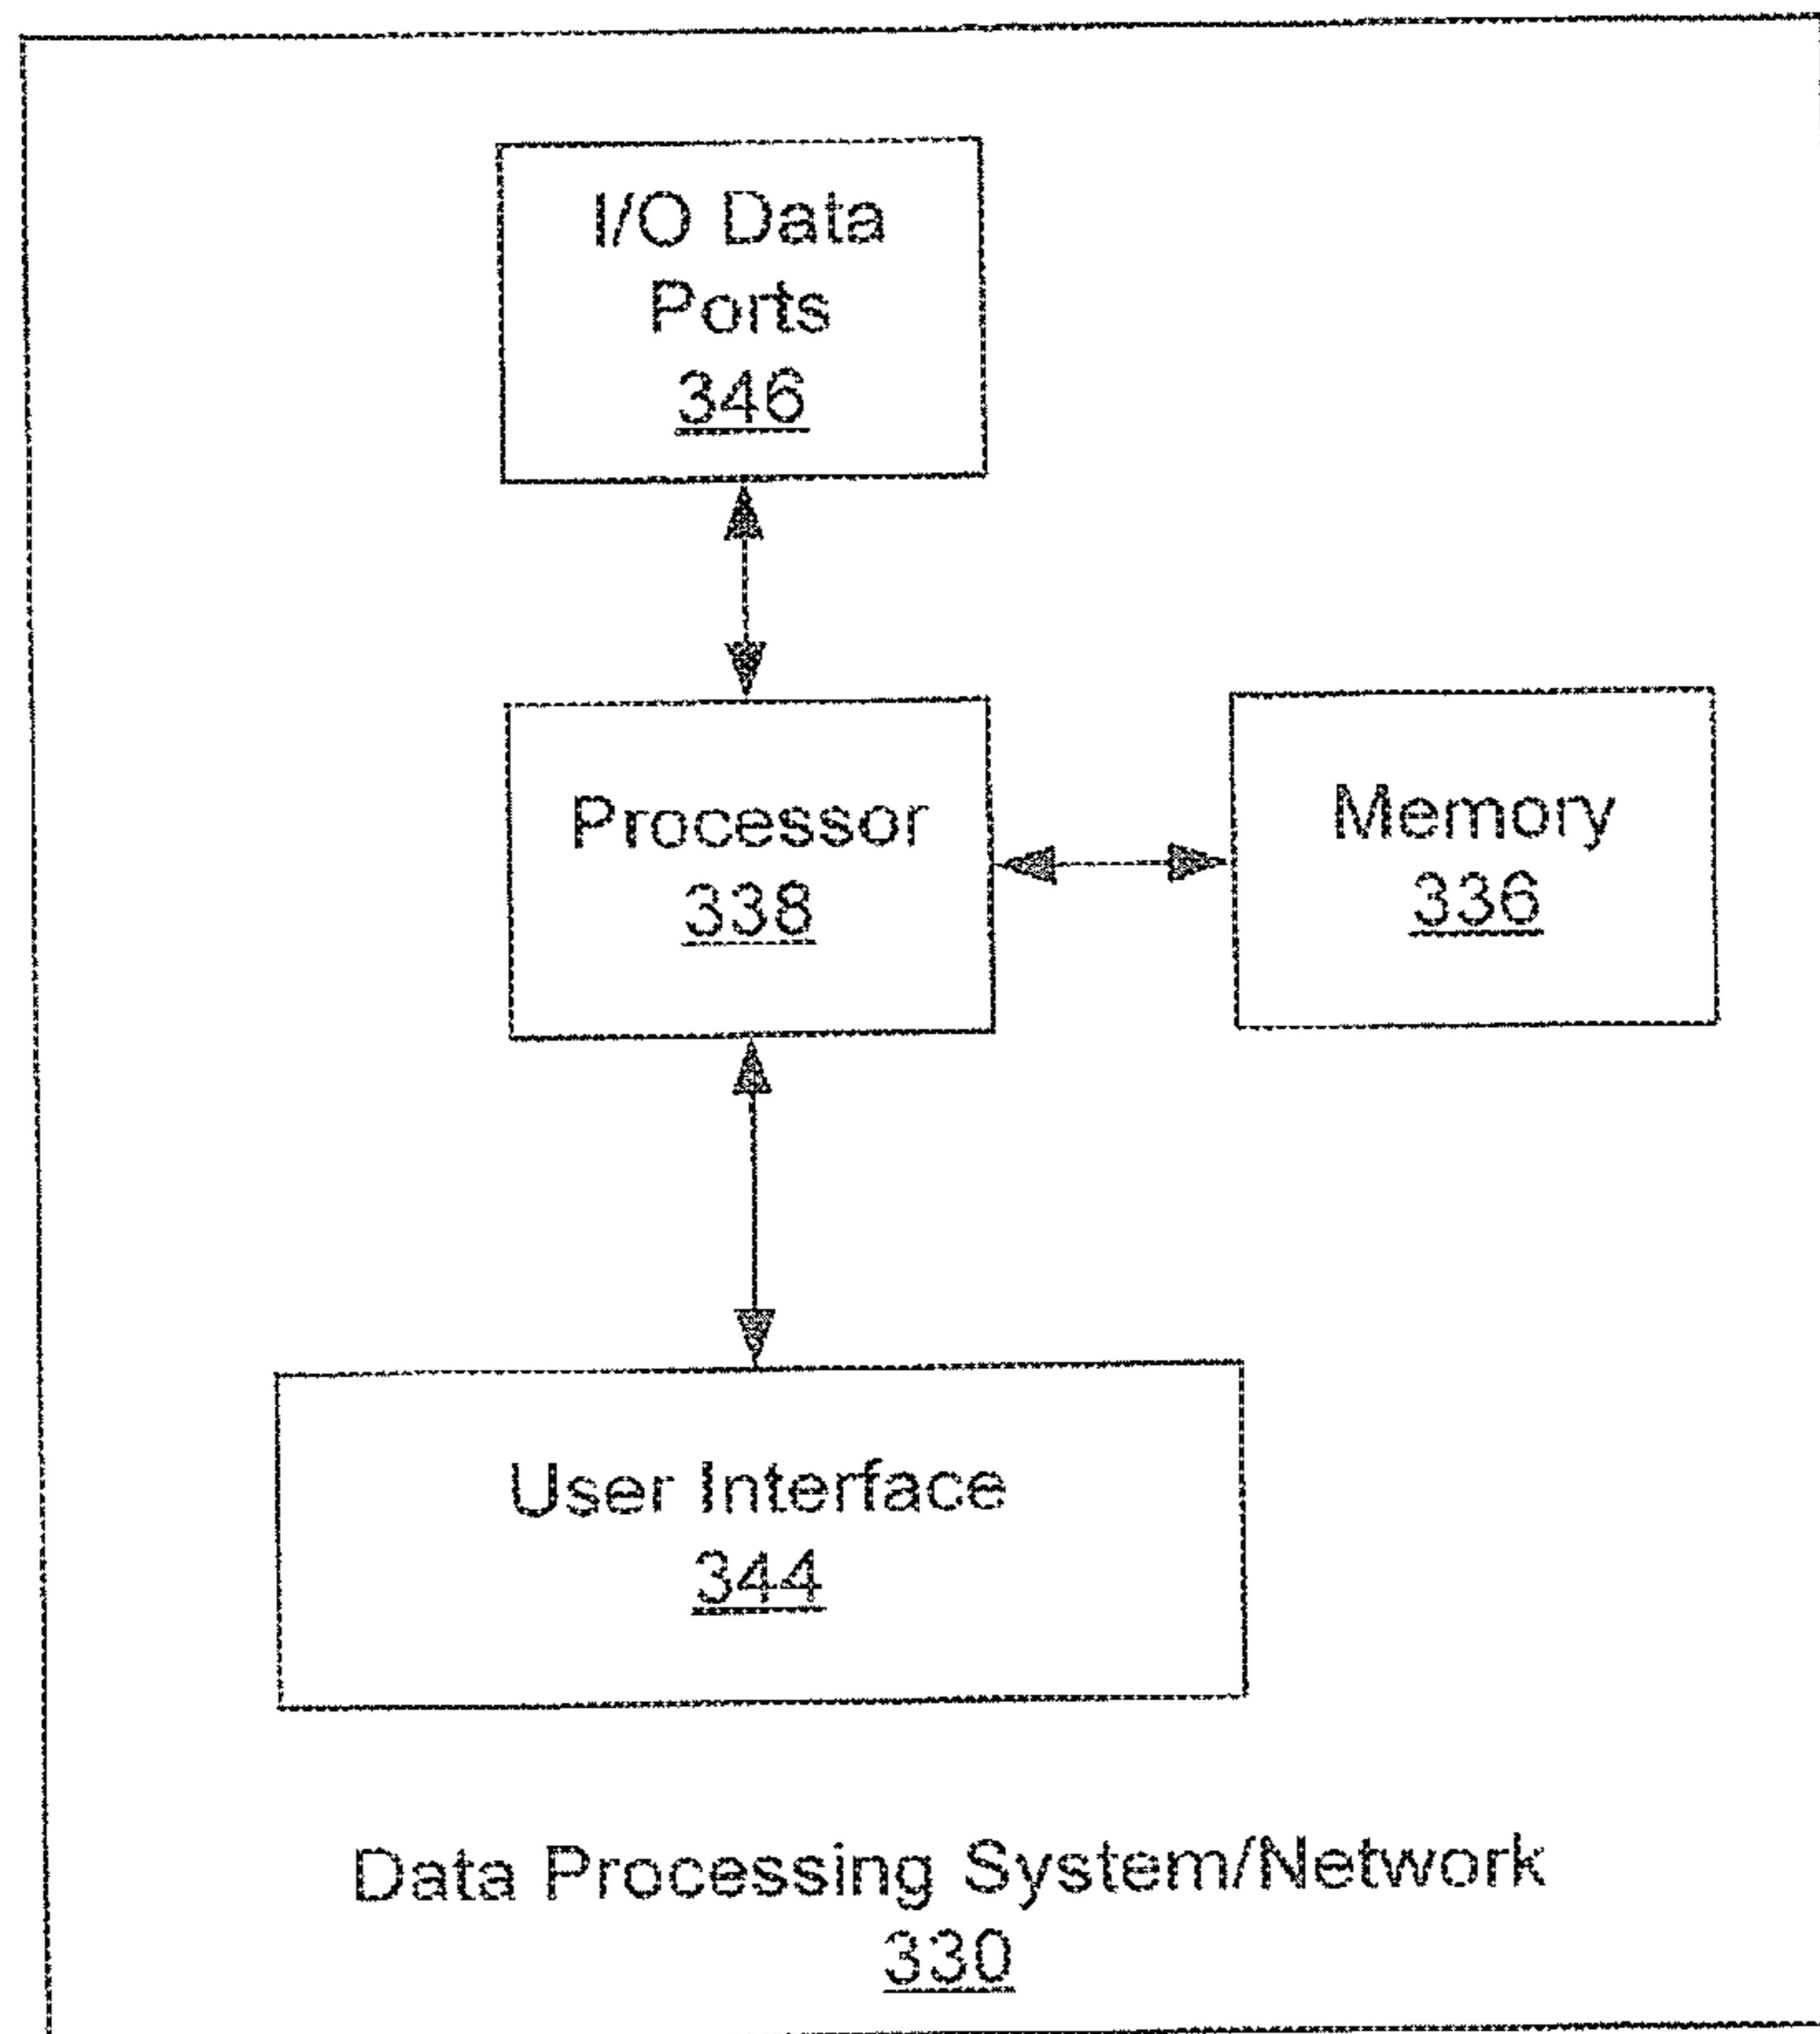 I/O Data
Ports
346
Processor
338
Memory
336
User Interface
344
Data Processing System/Network
330